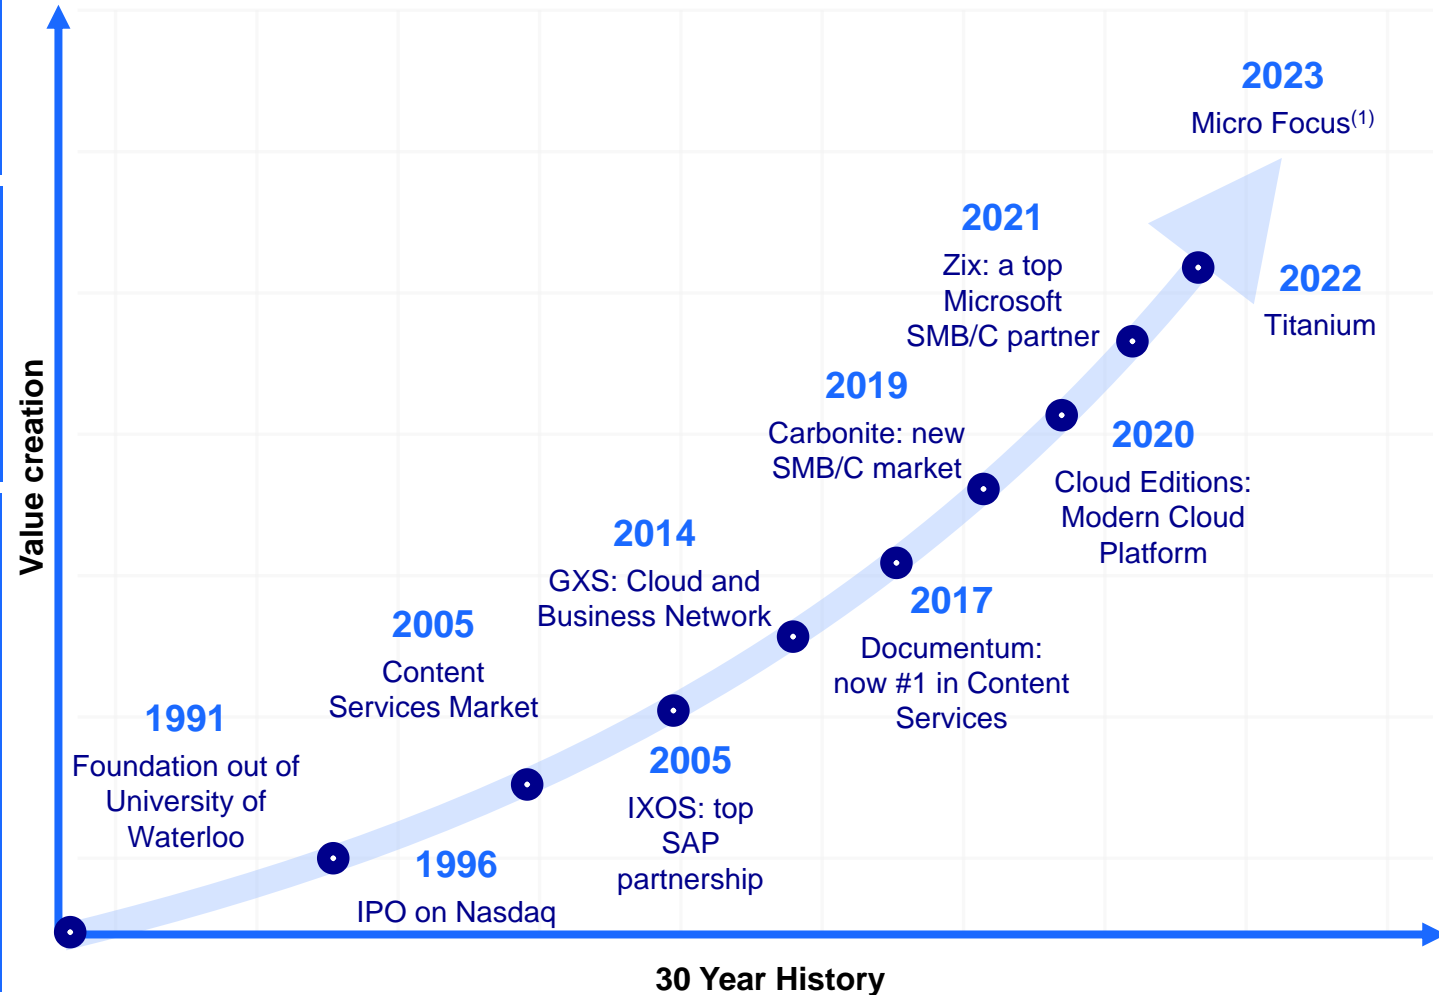 2023
Micro Focus(1)
2021
Zix: a top
Microsoft
SMB/C partner
2022
Titanium
2019
Carbonite: new
SMB/C market
2020
Cloud Editions:
Modern Cloud
Platform
2014
GXS: Cloud and
Business Network
2017
Documentum:
now #1 in Content
Services
2005
Content
Services Market
2005
IXOS: top
SAP
partnership
1991
Foundation out of
University of
Waterloo
1996
IPO on Nasdaq
Value creation
30 Year History